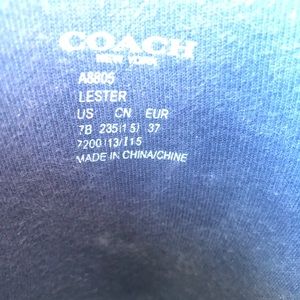 COACH
NEW YORK
A8805
LESTER
US CN EUR
7B 235(1.5) 37
7200 13/115
MADE IN CHINA/CHINE